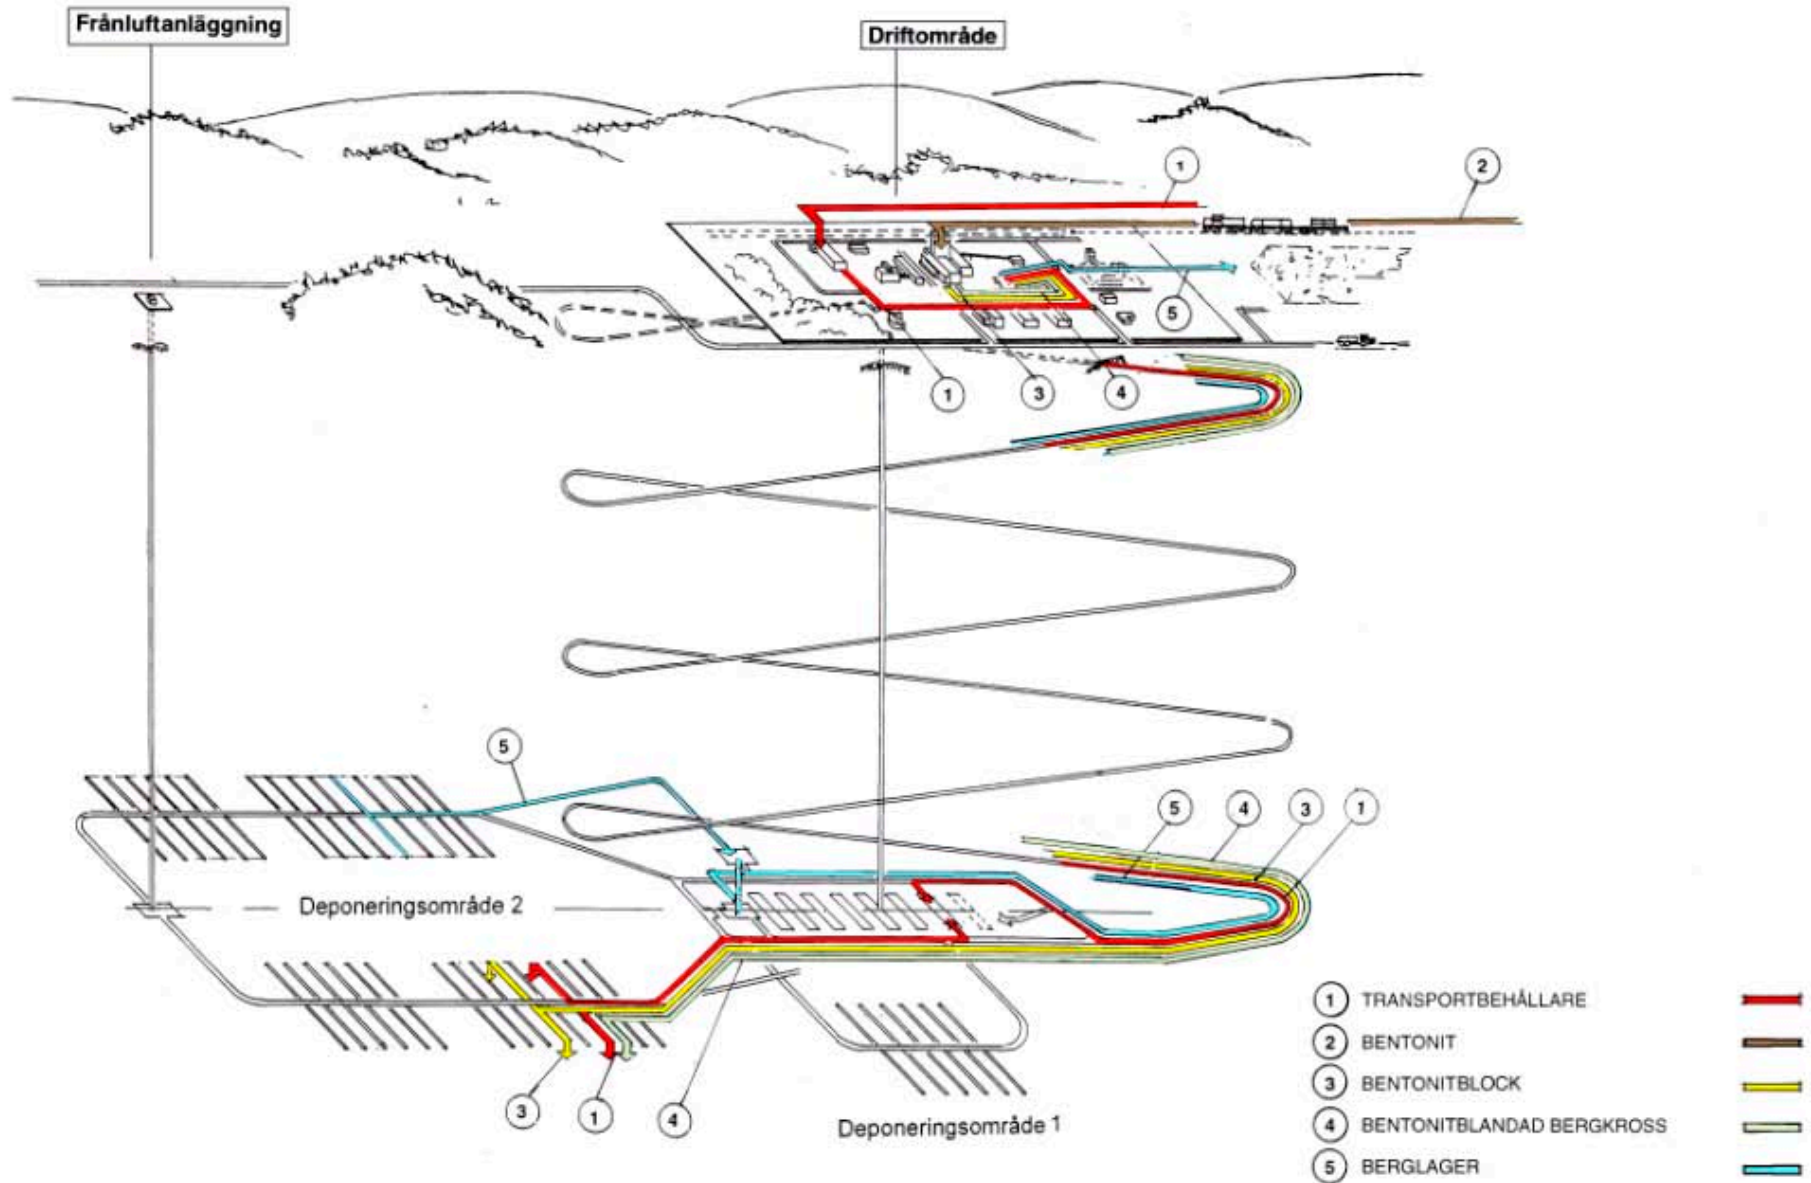 Frånluftanläggning
Driftområde
1
2
5
1
3
4
5
5
4
3
1
Deponeringsområde 2
3
1
4
Deponeringsområde 1
1 TRANSPORTBEHÅLLARE
2 BENTONIT
3 BENTONITBLOCK
4 BENTONITBLANDAD BERGKROSS
5 BERGLAGER